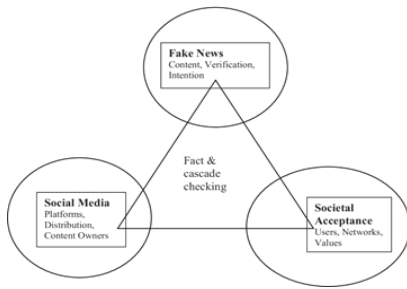 Fake News
Content, Verification,
Intention
Fact &
cascade
checking
Social Media
Platforms,
Distribution,
Content Owners
Societal
Acceptance
Users, Networks,
Values